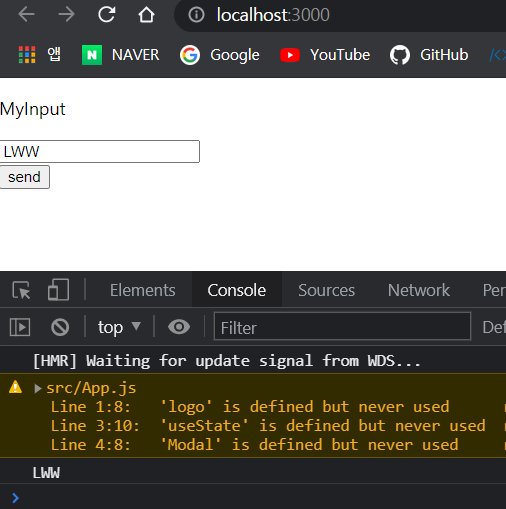 localhost:3000
앱 NAVER Google YouTube GitHub
MyInput
LWW
send
Elements Console Sources Network Per
top Filter Def
[HMR] Waiting for update signal from WDS...
src/App.js
Line 1:8: 'logo' is defined but never used
Line 3:10: 'useState' is defined but never used
Line 4:8: 'Modal' is defined but never used
LWW